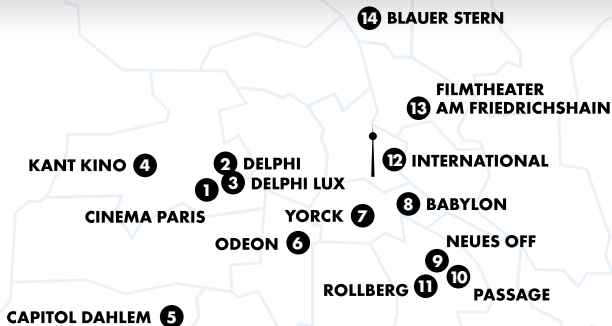 14 BLAUER STERN
FILMTHEATER
13 AM FRIEDRICHSHAIN
KANT KINO 4
2 DELPHI
12 INTERNATIONAL
1
3 DELPHI LUX
CINEMA PARIS
YORCK 7
8 BABYLON
ODEON 6
NEUES OFF
9
ROLLBERG 11
10
PASSAGE
CAPITOL DAHLEM 5